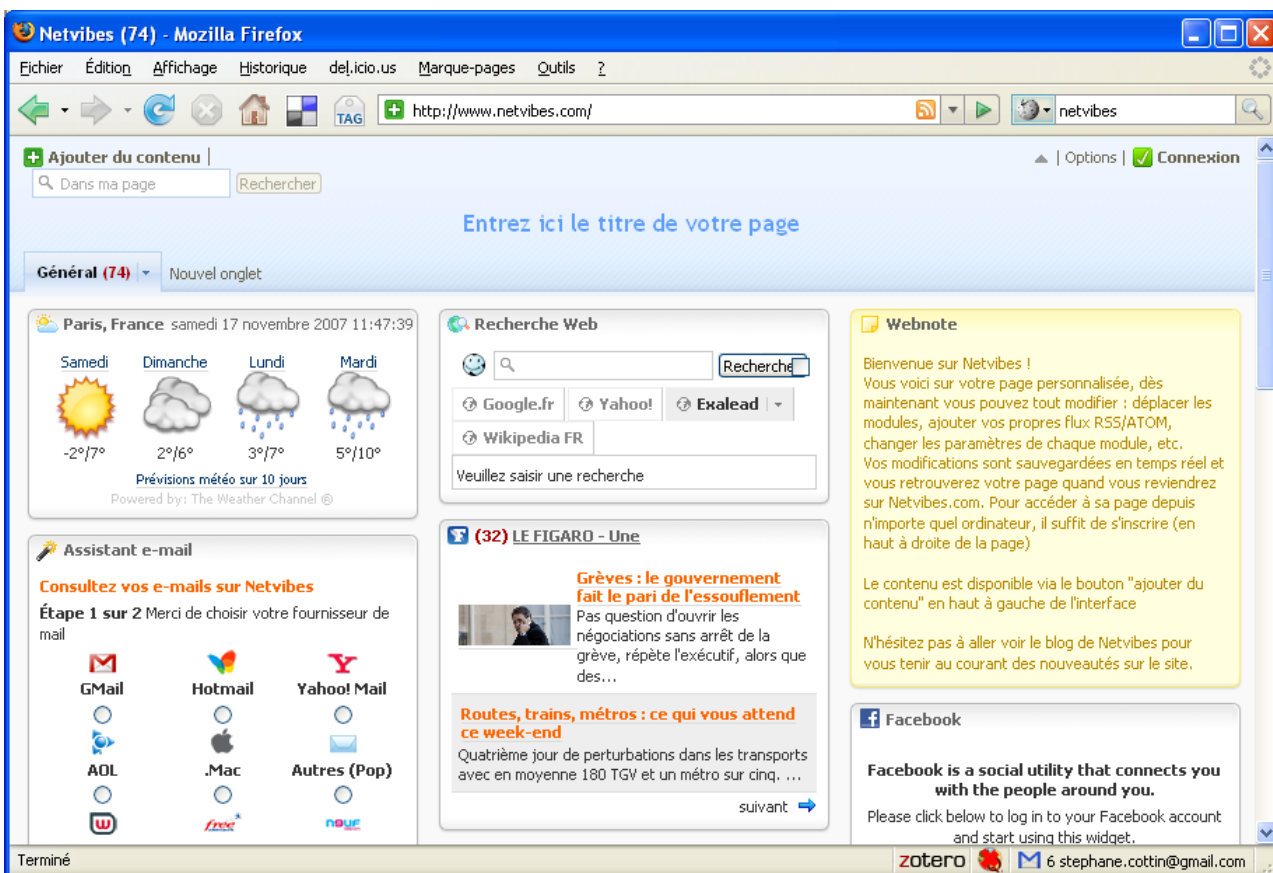 Netvibes (74) - Mozilla Firefox
Fichier Édition Affichage Historique del.icio.us Marque-pages Outils ?
TAG http://www.netvibes.com/ netvibes
Ajouter du contenu |
▲ | Options | Connexion
Dans ma page Rechercher
Entrez ici le titre de votre page
Général (74) Nouvel onglet
Paris, France samedi 17 novembre 2007 11:47:39
Samedi Dimanche Lundi Mardi
-2°/7° 2°/6° 3°/7° 5°/10°
Prévisions météo sur 10 jours
Powered by: The Weather Channel ®
Assistant e-mail
Consultez vos e-mails sur Netvibes
Étape 1 sur 2 Merci de choisir votre fournisseur de
mail
GMail Hotmail Yahoo! Mail
AOL .Mac Autres (Pop)
free neuf
Recherche Web
Recherche
Google.fr Yahoo! Exalead
Wikipedia FR
Veuillez saisir une recherche
(32) LE FIGARO - Une
Grèves : le gouvernement
fait le pari de l'essouflement
Pas question d'ouvrir les
négociations sans arrêt de la
grève, répète l'exécutif, alors que
des...
Routes, trains, métros : ce qui vous attend
ce week-end
Quatrième jour de perturbations dans les transports
avec en moyenne 180 TGV et un métro sur cinq. ...
suivant
Webnote
Bienvenue sur Netvibes !
Vous voici sur votre page personnalisée, dès
maintenant vous pouvez tout modifier : déplacer les
modules, ajouter vos propres flux RSS/ATOM,
changer les paramètres de chaque module, etc.
Vos modifications sont sauvegardées en temps réel et
vous retrouverez votre page quand vous reviendrez
sur Netvibes.com. Pour accéder à sa page depuis
n'importe quel ordinateur, il suffit de s'inscrire (en
haut à droite de la page)
Le contenu est disponible via le bouton "ajouter du
contenu" en haut à gauche de l'interface
N'hésitez pas à aller voir le blog de Netvibes pour
vous tenir au courant des nouveautés sur le site.
Facebook
Facebook is a social utility that connects you
with the people around you.
Please click below to log in to your Facebook account
and start using this widget.
Terminé
zotero 6 stephane.cottin@gmail.com